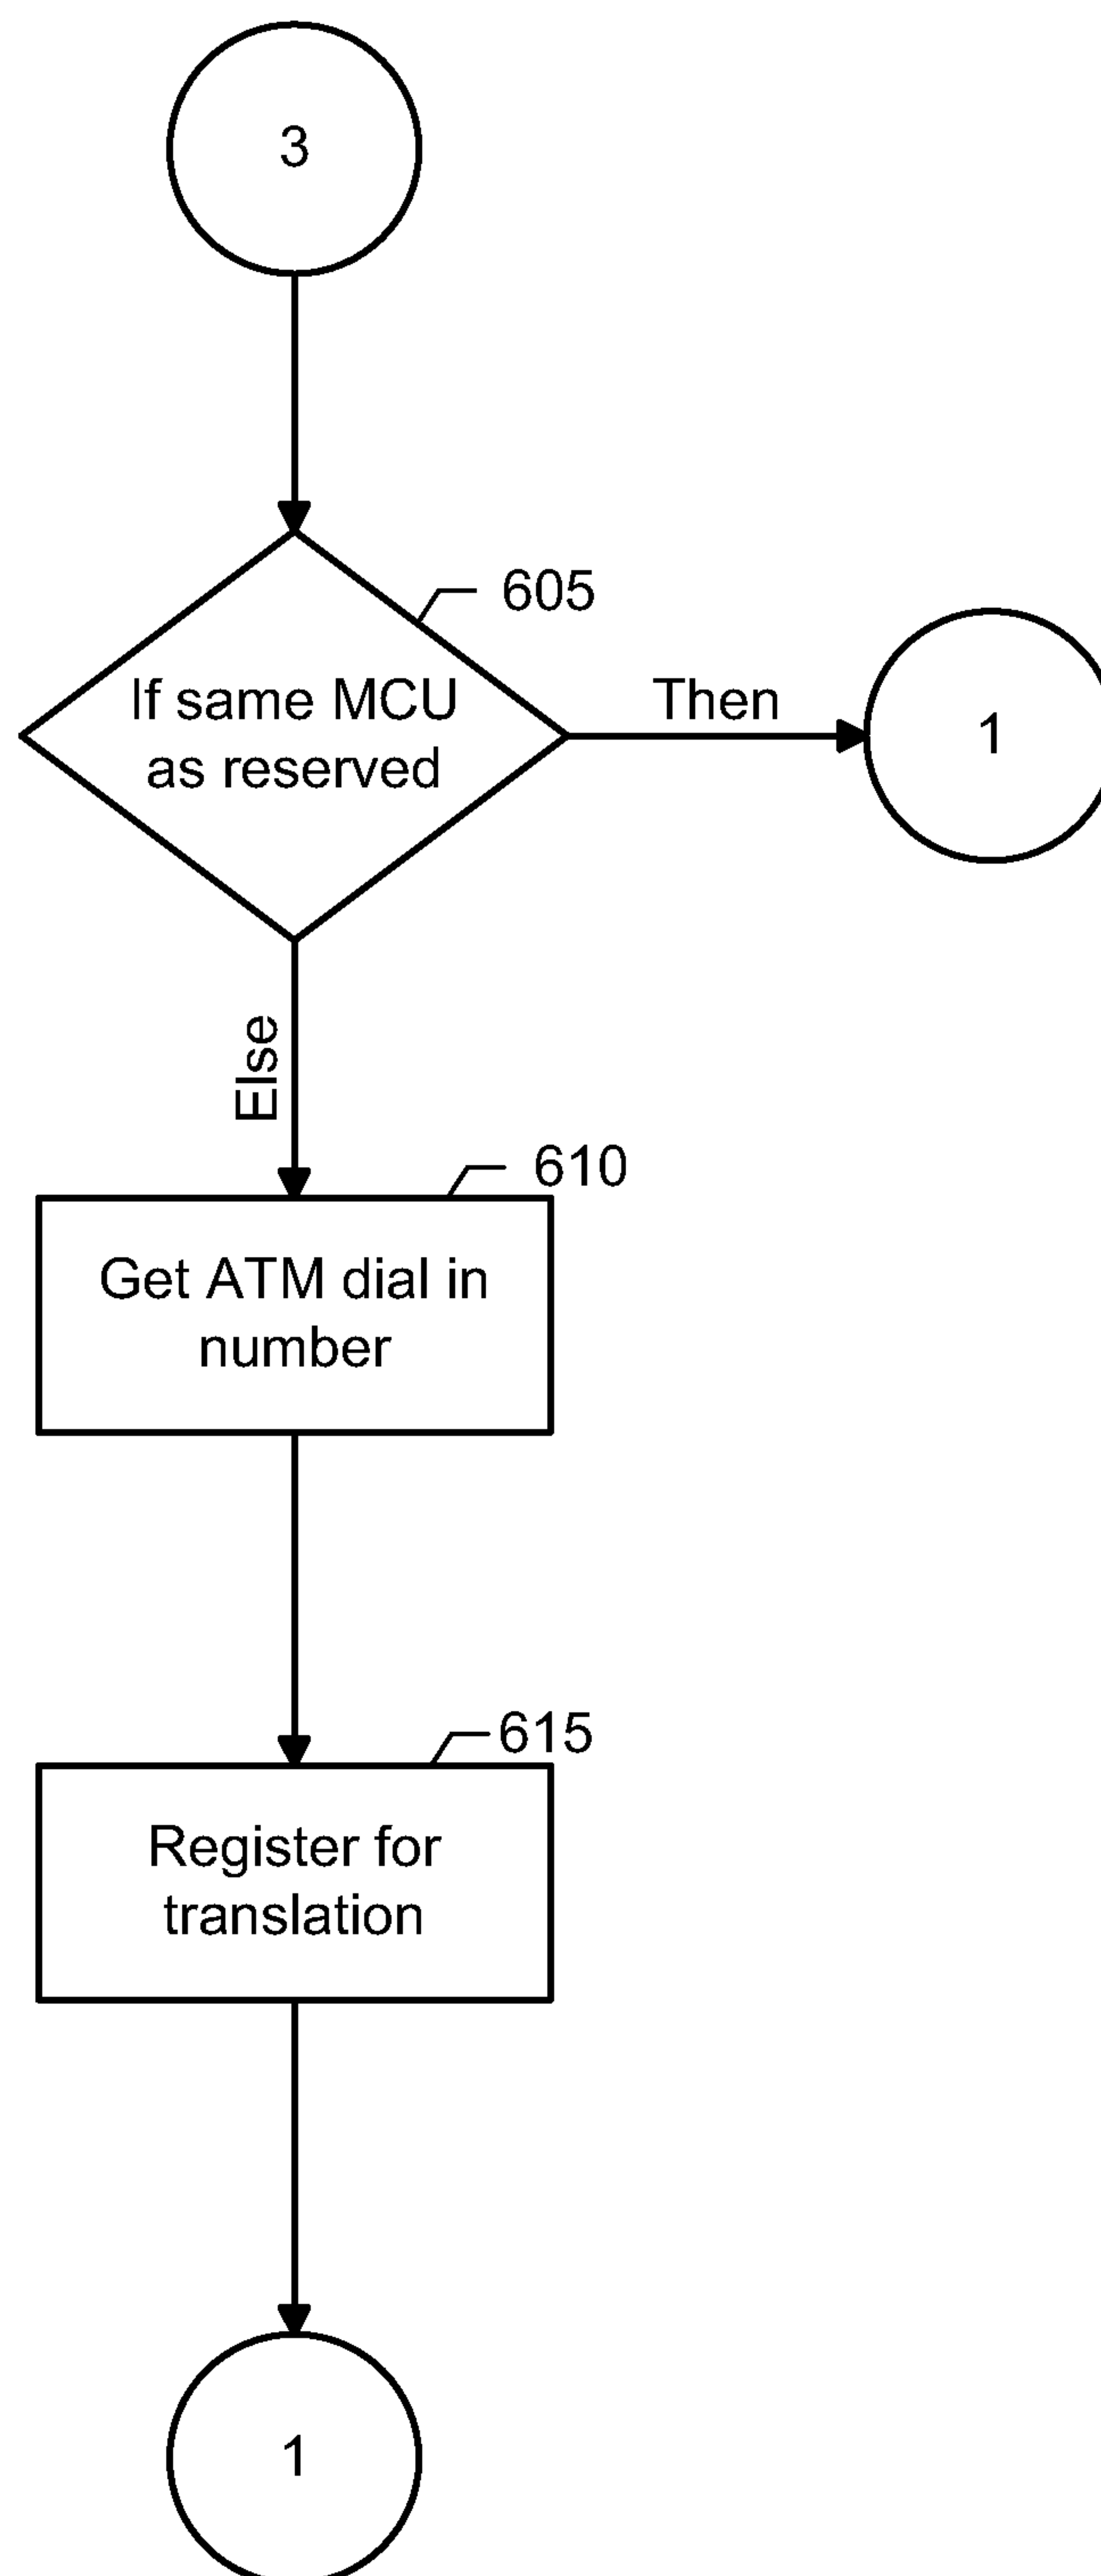 3
605
If same MCU
as reserved
Then
1
Else
610
Get ATM dial in
number
615
Register for
translation
1